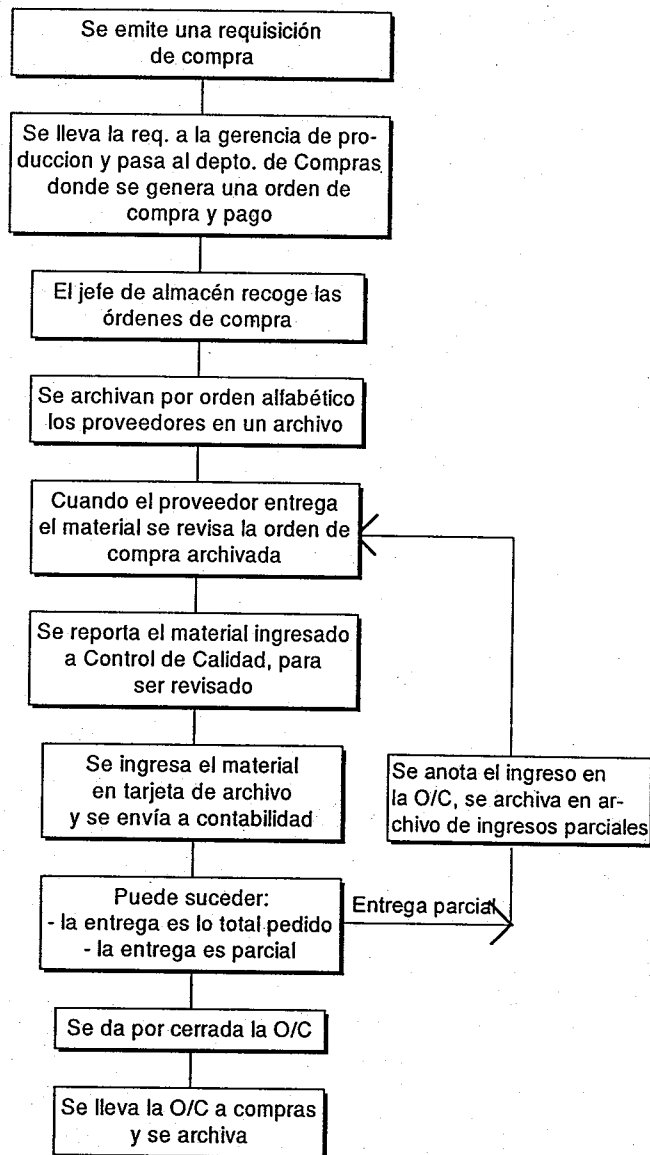 Se emite una requisición
de compra
Se lleva la req. a la gerencia de pro-
duccion y pasa al depto. de Compras
donde se genera una orden de
compra y pago
El jefe de almacén recoge las
órdenes de compra
Se archivan por orden alfabético
los proveedores en un archivo
Cuando el proveedor entrega
el material se revisa la orden de
compra archivada
Se reporta el material ingresado
a Control de Calidad, para
ser revisado
Se ingresa el material
en tarjeta de archivo
y se envía a contabilidad
Se anota el ingreso en
la O/C, se archiva en ar-
chivo de ingresos parciales
Puede suceder:
- la entrega es lo total pedido
- la entrega es parcial
Entrega parcial
Se da por cerrada la O/C
Se lleva la O/C a compras
y se archiva